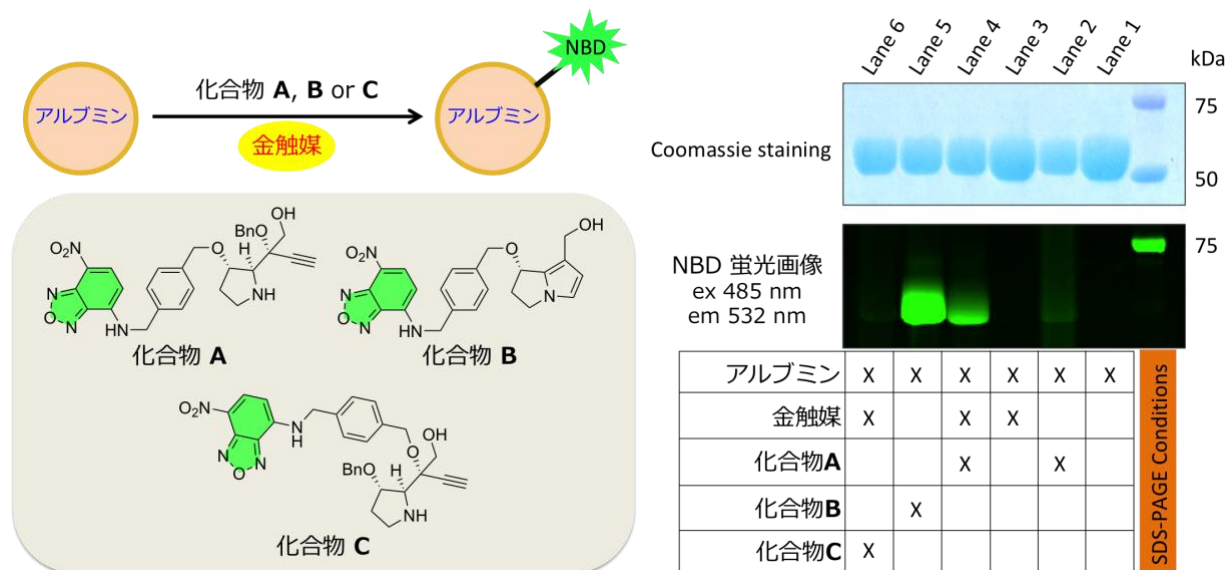 NBD
アルブミン
化合物 A, B or C
金触媒
アルブミン
OH
BnO
H
O
NH
O₂N
N
O
N
HN
化合物 A
OH
O
N
O₂N
N
O
N
HN
化合物 B
O₂N
N
H
N
O
N
OH
O
BnO
H
NH
化合物 C
Lane 6
Lane 5
Lane 4
Lane 3
Lane 2
Lane 1
kDa
75
Coomassie staining
50
75
NBD 蛍光画像
ex 485 nm
em 532 nm
アルブミン X X X X X X
金触媒 X X X
化合物A X X
化合物B X
化合物C X
SDS-PAGE Conditions